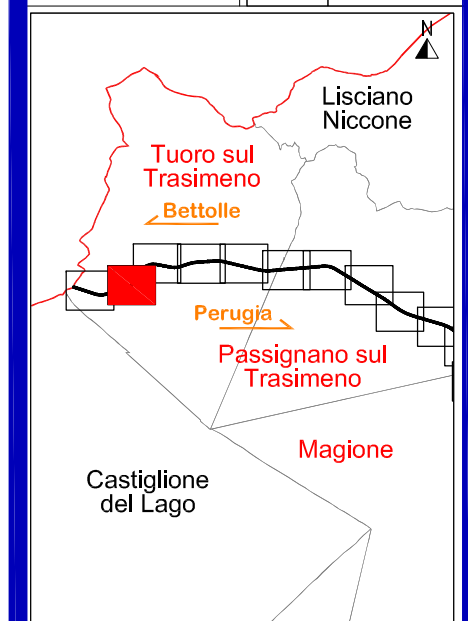 N
Lisciano
Niccone
Tuoro sul
Trasimeno
Bettolle
Perugia
Passignano sul
Trasimeno
Magione
Castiglione
del Lago